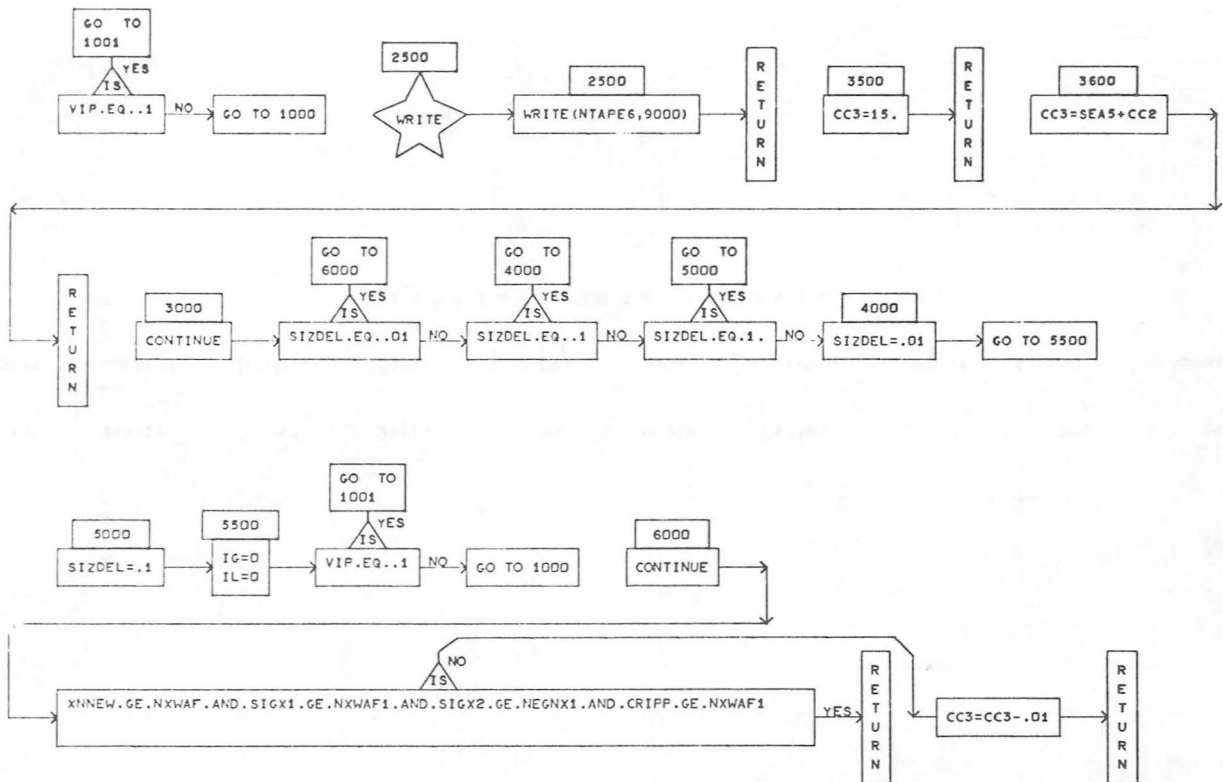 GO TO
1001
YES
IS
VIP.EQ..1
NO
GO TO 1000
2500
WRITE
2500
WRITE(NTAPE6,9000)
RETURN
3500
CC3=15.
RETURN
3600
CC3=SEA5+CC2
RETURN
3000
CONTINUE
GO TO
6000
YES
IS
SIZDEL.EQ..01
NO
GO TO
4000
YES
IS
SIZDEL.EQ..1
NO
GO TO
5000
YES
IS
SIZDEL.EQ.1.
NO
4000
SIZDEL=.01
GO TO 5500
5000
SIZDEL=.1
5500
IG=0
IL=0
GO TO
1001
YES
IS
VIP.EQ..1
NO
GO TO 1000
6000
CONTINUE
NO
IS
XNNEW.GE.NXWAF.AND.SIGX1.GE.NXWAF1.AND.SIGX2.GE.NEGNX1.AND.CRIPP.GE.NXWAF1
YES
RETURN
CC3=CC3-.01
RETURN